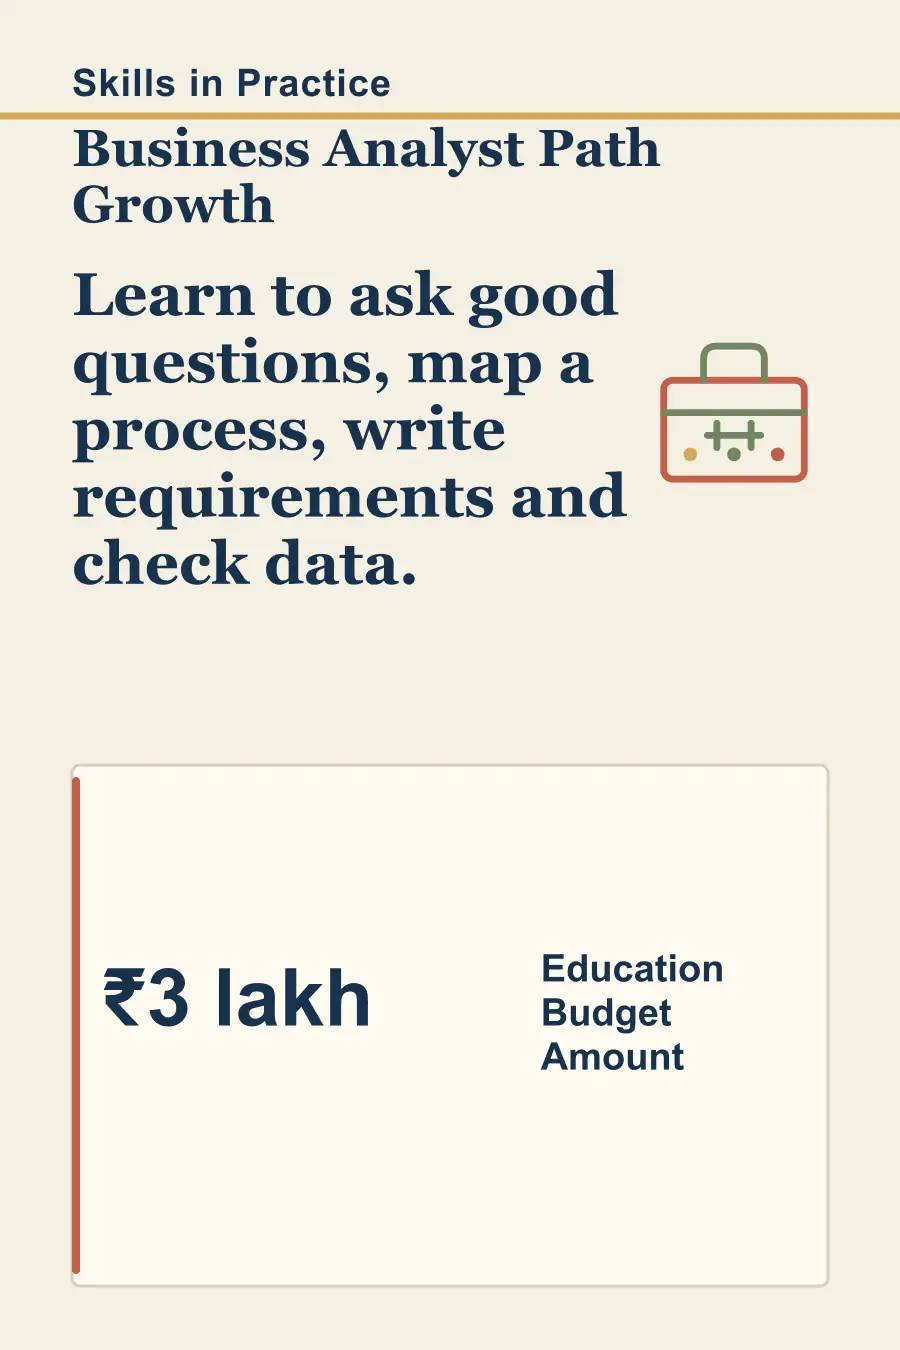 Skills in Practice
Business Analyst Path
Growth
Learn to ask good
questions, map a
process, write
requirements and
check data.
₹3 lakh
Education
Budget
Amount